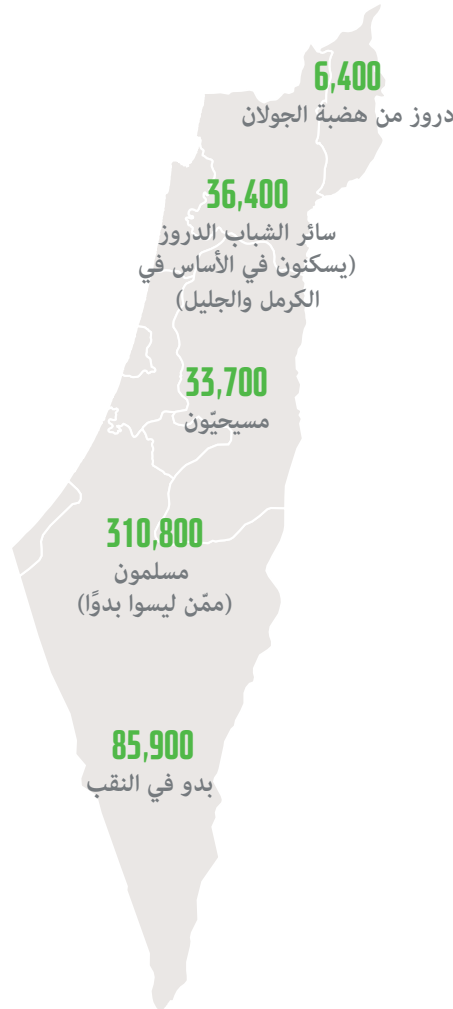 6,400
دروز من هضبة الجولان
36,400
سائر الشباب الدروز
(يسكنون في الأساس في
الكرمل والجليل)
33,700
مسيحيّون
310,800
مسلمون
(ممّن ليسوا بدوًا)
85,900
بدو في النقب